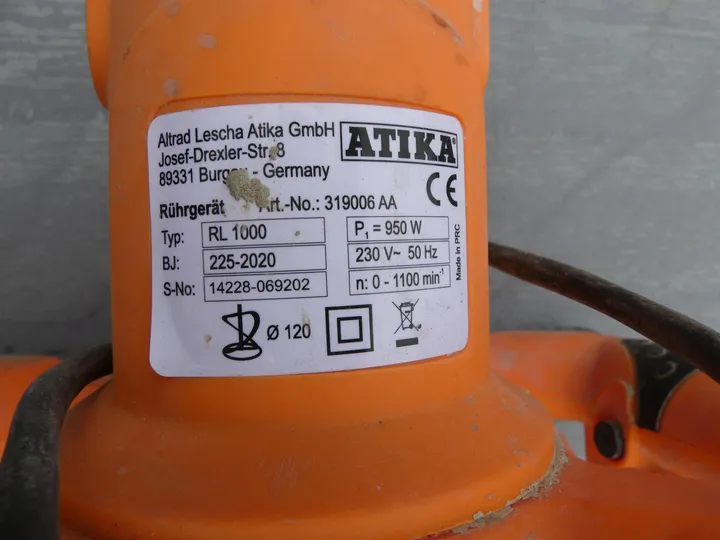 Altrad Lescha Atika GmbH
Josef-Drexler-Str. 8
89331 - Germany
ATIKA
CE
Rührgerät Art.-No.: 319006 AA
Typ: RL 1000
BJ: 225-2020
S-No: 14228-069202
P1 = 950 W
230 V~ 50 Hz
n: 0 - 1100 min-1
Made in PRC
Ø 120